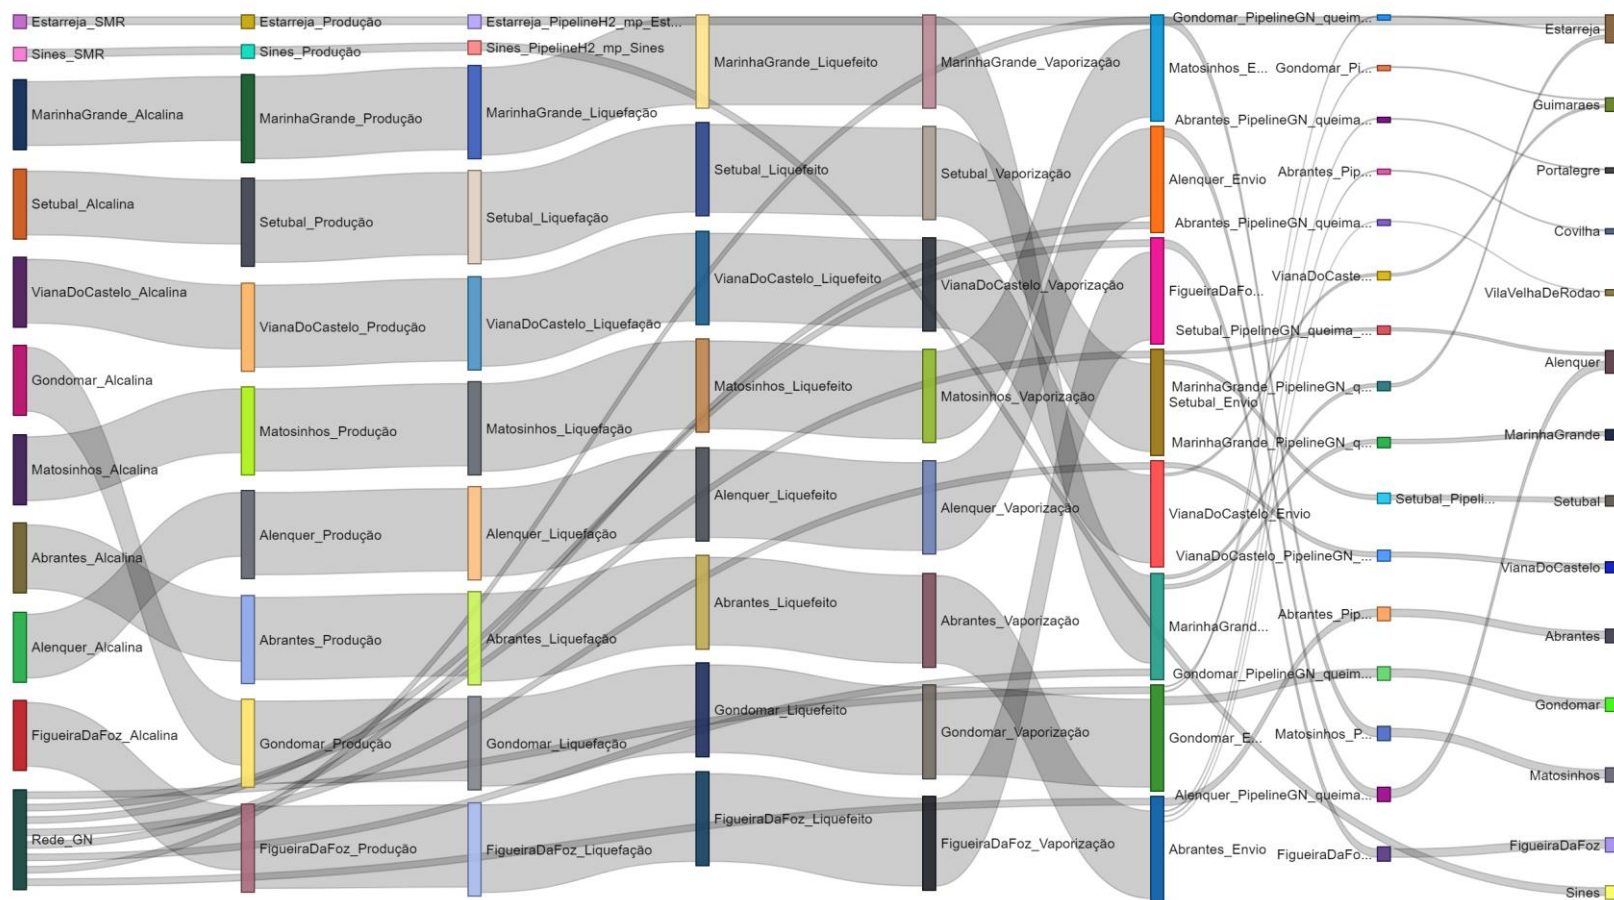 Estarreja_SMR
Sines_SMR
MarinhaGrande_Alcalina
Setubal_Alcalina
VianaDoCastelo_Alcalina
Gondomar_Alcalina
Matosinhos_Alcalina
Abrantes_Alcalina
Alenquer_Alcalina
FigueiraDaFoz_Alcalina
Rede_GN
Estarreja_Produção
Sines_Produção
MarinhaGrande_Produção
Setubal_Produção
VianaDoCastelo_Produção
Matosinhos_Produção
Alenquer_Produção
Abrantes_Produção
Gondomar_Produção
FigueiraDaFoz_Produção
Estarreja_PipelineH2_mp_Est...
Sines_PipelineH2_mp_Sines
MarinhaGrande_Liquefação
Setubal_Liquefação
VianaDoCastelo_Liquefação
Matosinhos_Liquefação
Alenquer_Liquefação
Abrantes_Liquefação
Gondomar_Liquefação
FigueiraDaFoz_Liquefação
MarinhaGrande_Liquefeito
Setubal_Liquefeito
VianaDoCastelo_Liquefeito
Matosinhos_Liquefeito
Alenquer_Liquefeito
Abrantes_Liquefeito
Gondomar_Liquefeito
FigueiraDaFoz_Liquefeito
MarinhaGrande_Vaporização
Setubal_Vaporização
VianaDoCastelo_Vaporização
Matosinhos_Vaporização
Alenquer_Vaporização
Abrantes_Vaporização
Gondomar_Vaporização
FigueiraDaFoz_Vaporização
Matosinhos_E...
Alenquer_Envio
FigueiraDaFo...
Setubal_Envio
VianaDoCastelo_Envio
MarinhaGrand...
Gondomar_E...
Abrantes_Envio
Gondomar_PipelineGN_queim...
Gondomar_Pi...
Abrantes_PipelineGN_queima...
Abrantes_Pip...
Abrantes_PipelineGN_queima...
VianaDoCaste...
Setubal_PipelineGN_queima_...
MarinhaGrande_PipelineGN_q...
MarinhaGrande_PipelineGN_q...
Setubal_Pipeli...
VianaDoCastelo_PipelineGN_...
Abrantes_Pip...
Gondomar_PipelineGN_queim...
Matosinhos_P...
Alenquer_PipelineGN_queima...
FigueiraDaFo...
Estarreja
Guimaraes
Portalegre
Covilha
VilaVelhaDeRodao
Alenquer
MarinhaGrande
Setubal
VianaDoCastelo
Abrantes
Gondomar
Matosinhos
FigueiraDaFoz
Sines